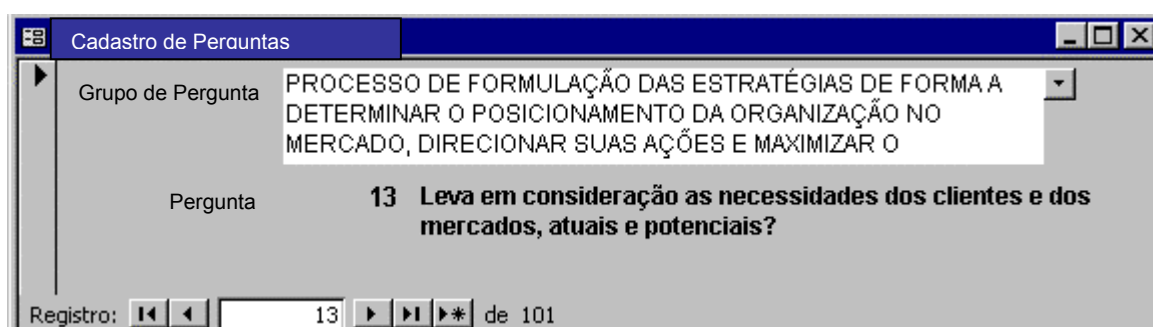 Cadastro de Perguntas
Grupo de Pergunta
PROCESSO DE FORMULAÇÃO DAS ESTRATÉGIAS DE FORMA A
DETERMINAR O POSICIONAMENTO DA ORGANIZAÇÃO NO
MERCADO, DIRECIONAR SUAS AÇÕES E MAXIMIZAR O
Pergunta
13 Leva em consideração as necessidades dos clientes e dos
mercados, atuais e potenciais?
Registro: 13 de 101